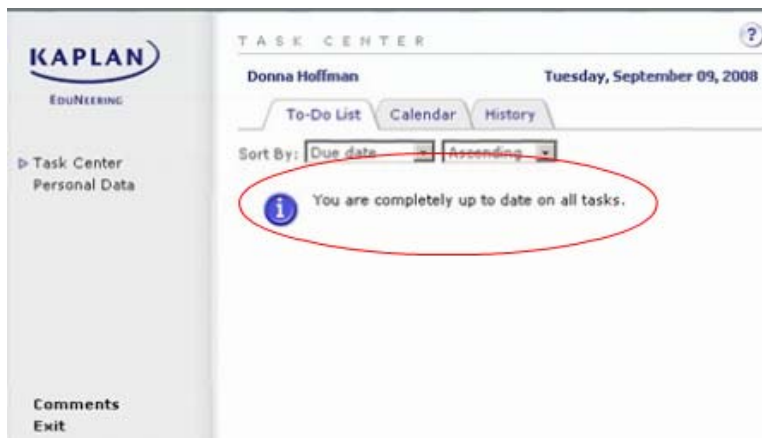 KAPLAN
EDUNEERING
Task Center
Personal Data
Comments
Exit
TASK CENTER
?
Donna Hoffman Tuesday, September 09, 2008
To-Do List Calendar History
Sort By: Due date Ascending
i You are completely up to date on all tasks.